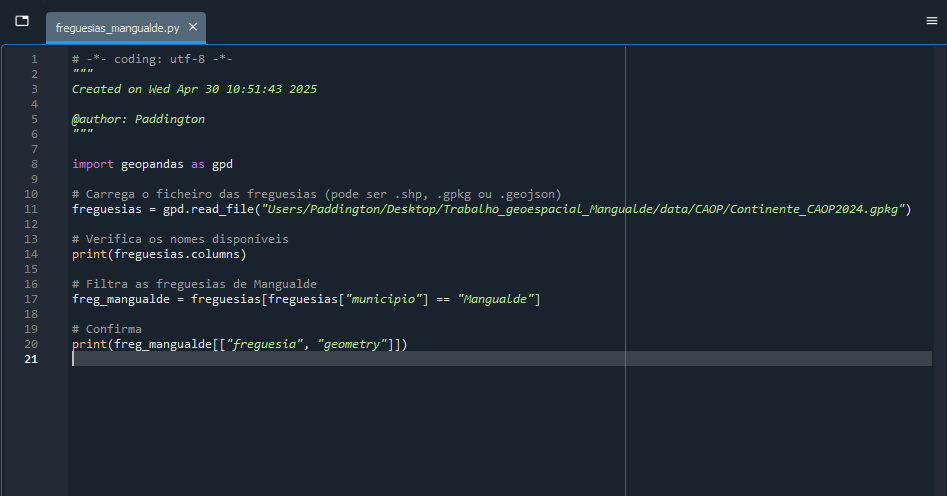 freguesias_mangualde.py
1 # -*- coding: utf-8 -*-
2 """
3 Created on Wed Apr 30 10:51:43 2025
4
5 @author: Paddington
6 """
7
8 import geopandas as gpd
9
10 # Carrega o ficheiro das freguesias (pode ser .shp, .gpkg ou .geojson)
11 freguesias = gpd.read_file("Users/Paddington/Desktop/Trabalho_geoespacial_Mangualde/data/CAOP/Continente_CAOP2024.gpkg")
12
13 # Verifica os nomes disponíveis
14 print(freguesias.columns)
15
16 # Filtra as freguesias de Mangualde
17 freg_mangualde = freguesias[freguesias["municipio"] == "Mangualde"]
18
19 # Confirma
20 print(freg_mangualde[["freguesia", "geometry"]])
21